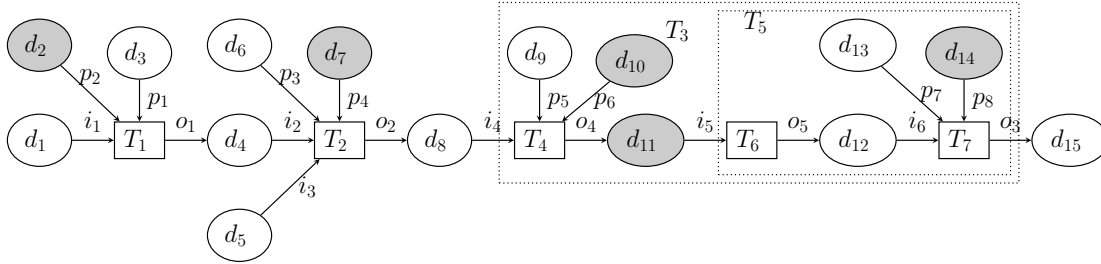 d2 d3 d6 d7 d9 d10 T3 T5 d13 d14
p2 p1 p3 p4 p5 p6 p7 p8
d1 i1 T1 o1 d4 i2 T2 o2 d8 i4 T4 o4 d11 i5 T6 o5 d12 i6 T7 o3 d15
i3
d5